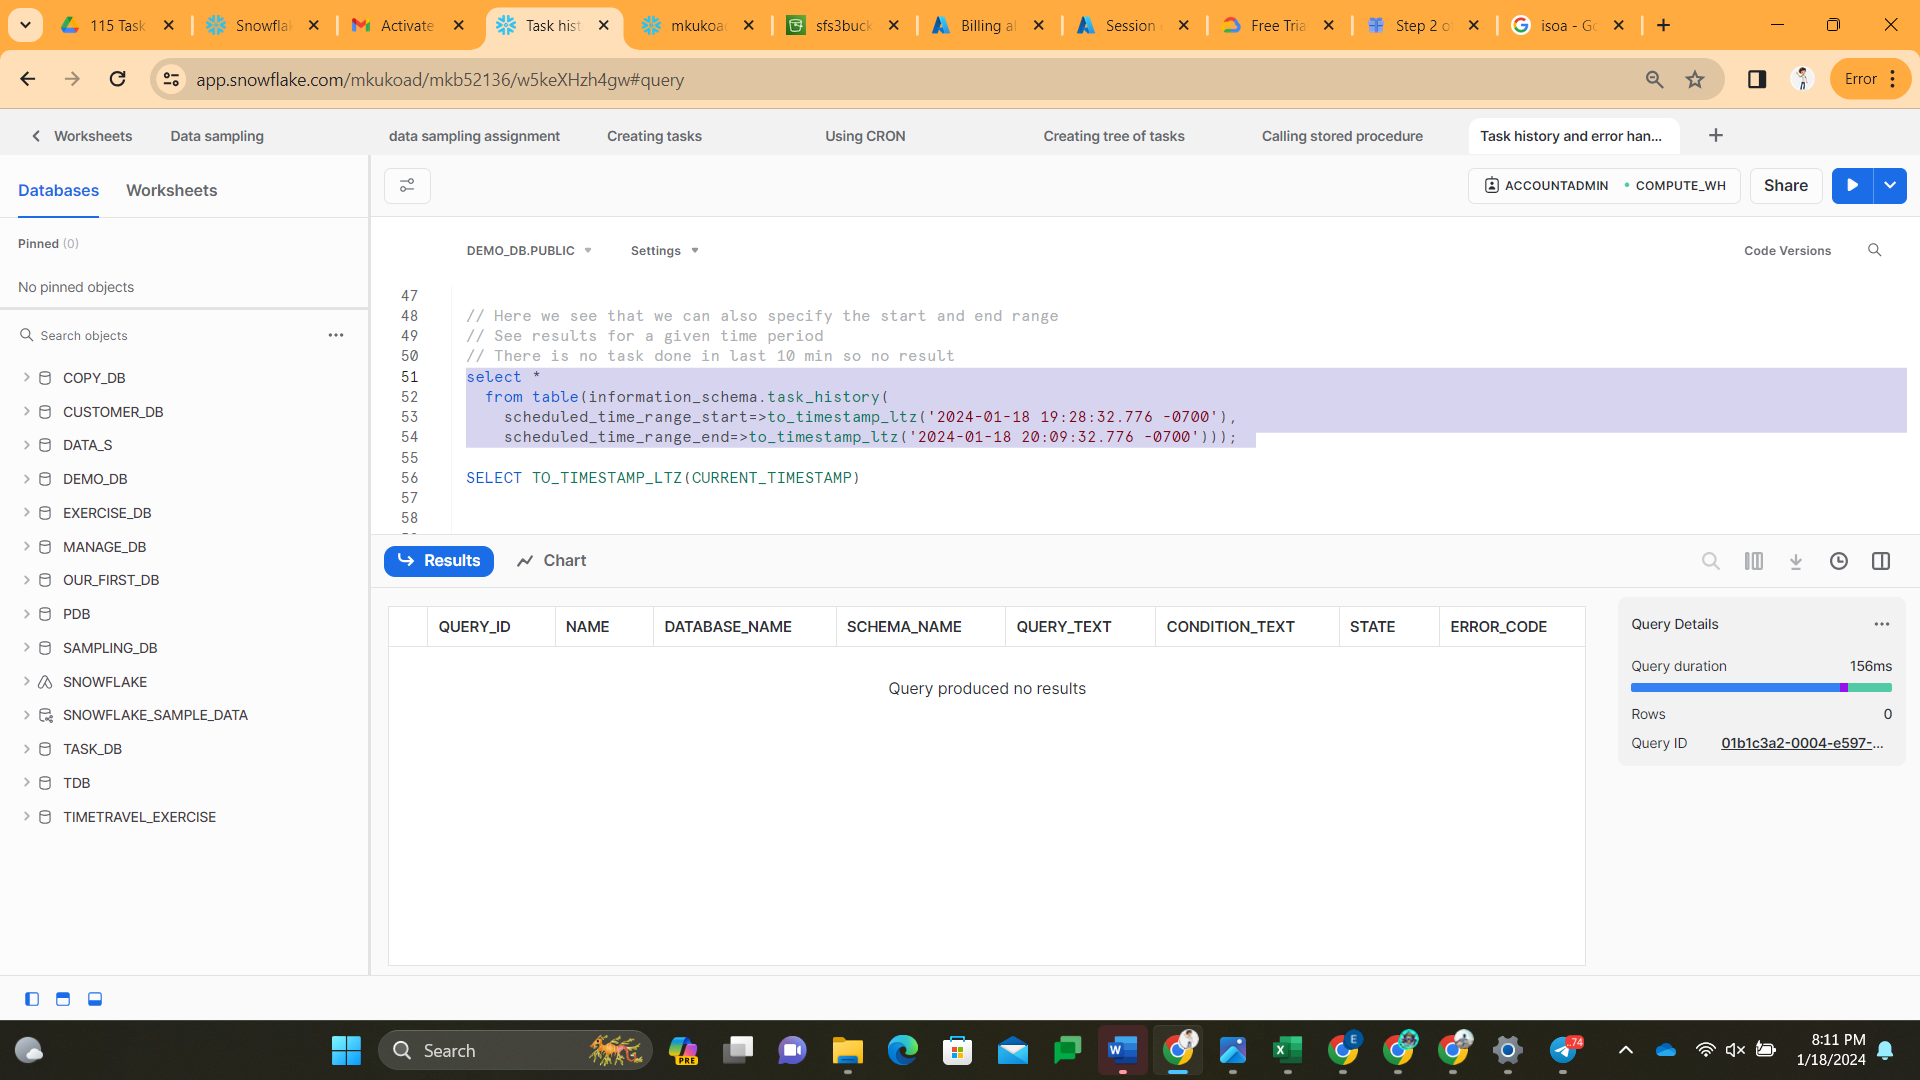 115 Task
Snowfla
Activate
Task hist
mkukoa
sfs3buck
Billing a
Session
Free Tria
Step 2 o
isoa - Go
app.snowflake.com/mkukoad/mkb52136/w5keXHzh4gw#query
Error
Worksheets
Data sampling
data sampling assignment
Creating tasks
Using CRON
Creating tree of tasks
Calling stored procedure
Task history and error han...
Databases
Worksheets
ACCOUNTADMIN
COMPUTE_WH
Share
Pinned (0)
No pinned objects
Search objects
COPY_DB
CUSTOMER_DB
DATA_S
DEMO_DB
EXERCISE_DB
MANAGE_DB
OUR_FIRST_DB
PDB
SAMPLING_DB
SNOWFLAKE
SNOWFLAKE_SAMPLE_DATA
TASK_DB
TDB
TIMETRAVEL_EXERCISE
DEMO_DB.PUBLIC
Settings
Code Versions
47
48 // Here we see that we can also specify the start and end range
49 // See results for a given time period
50 // There is no task done in last 10 min so no result
51 select *
52 from table(information_schema.task_history(
53 scheduled_time_range_start=>to_timestamp_ltz('2024-01-18 19:28:32.776 -0700'),
54 scheduled_time_range_end=>to_timestamp_ltz('2024-01-18 20:09:32.776 -0700')));
55
56 SELECT TO_TIMESTAMP_LTZ(CURRENT_TIMESTAMP)
57
58
Results
Chart
QUERY_ID NAME DATABASE_NAME SCHEMA_NAME QUERY_TEXT CONDITION_TEXT STATE ERROR_CODE
Query produced no results
Query Details
Query duration 156ms
Rows 0
Query ID 01b1c3a2-0004-e597-...
Search
PRE
E
74
8:11 PM
1/18/2024